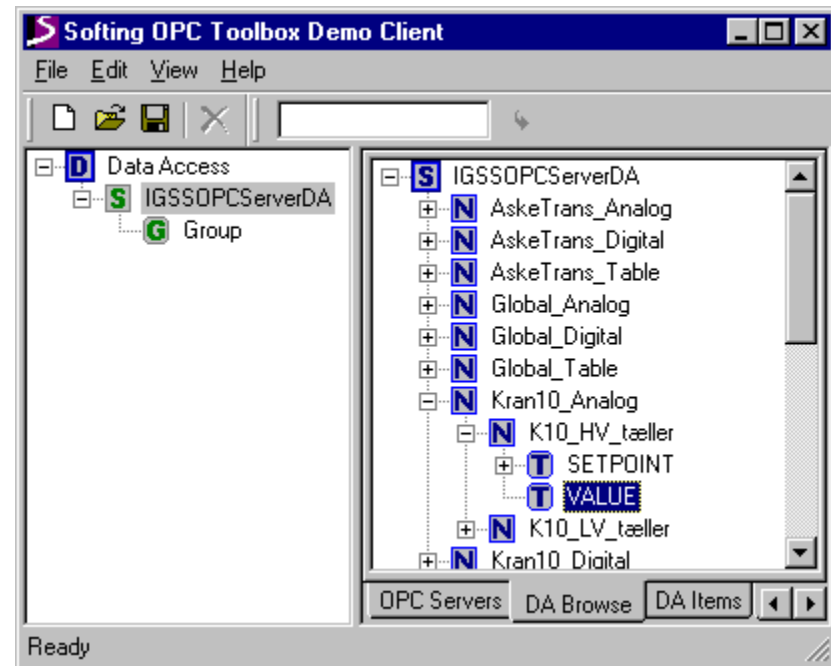 Softing OPC Toolbox Demo Client
File Edit View Help
D Data Access
S IGSSOPCServerDA
G Group
S IGSSOPCServerDA
N AskeTrans_Analog
N AskeTrans_Digital
N AskeTrans_Table
N Global_Analog
N Global_Digital
N Global_Table
N Kran10_Analog
N K10_HV_tæller
T SETPOINT
T VALUE
N K10_LV_tæller
N Kran10_Digital
OPC Servers DA Browse DA Items
Ready